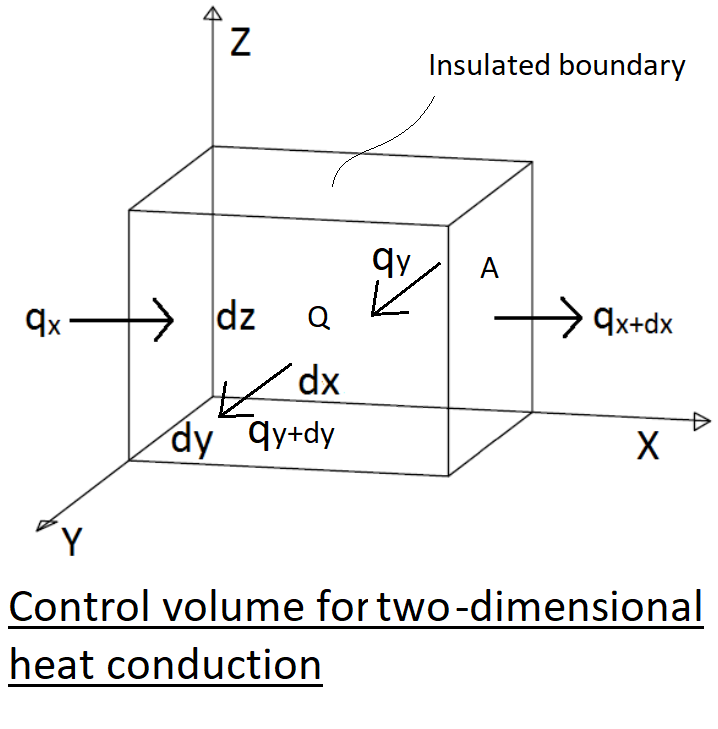 Z
Insulated boundary
qy
A
qx
dz
Q
qx+dx
dx
dy
qy+dy
X
Y
Control volume for two-dimensional
heat conduction